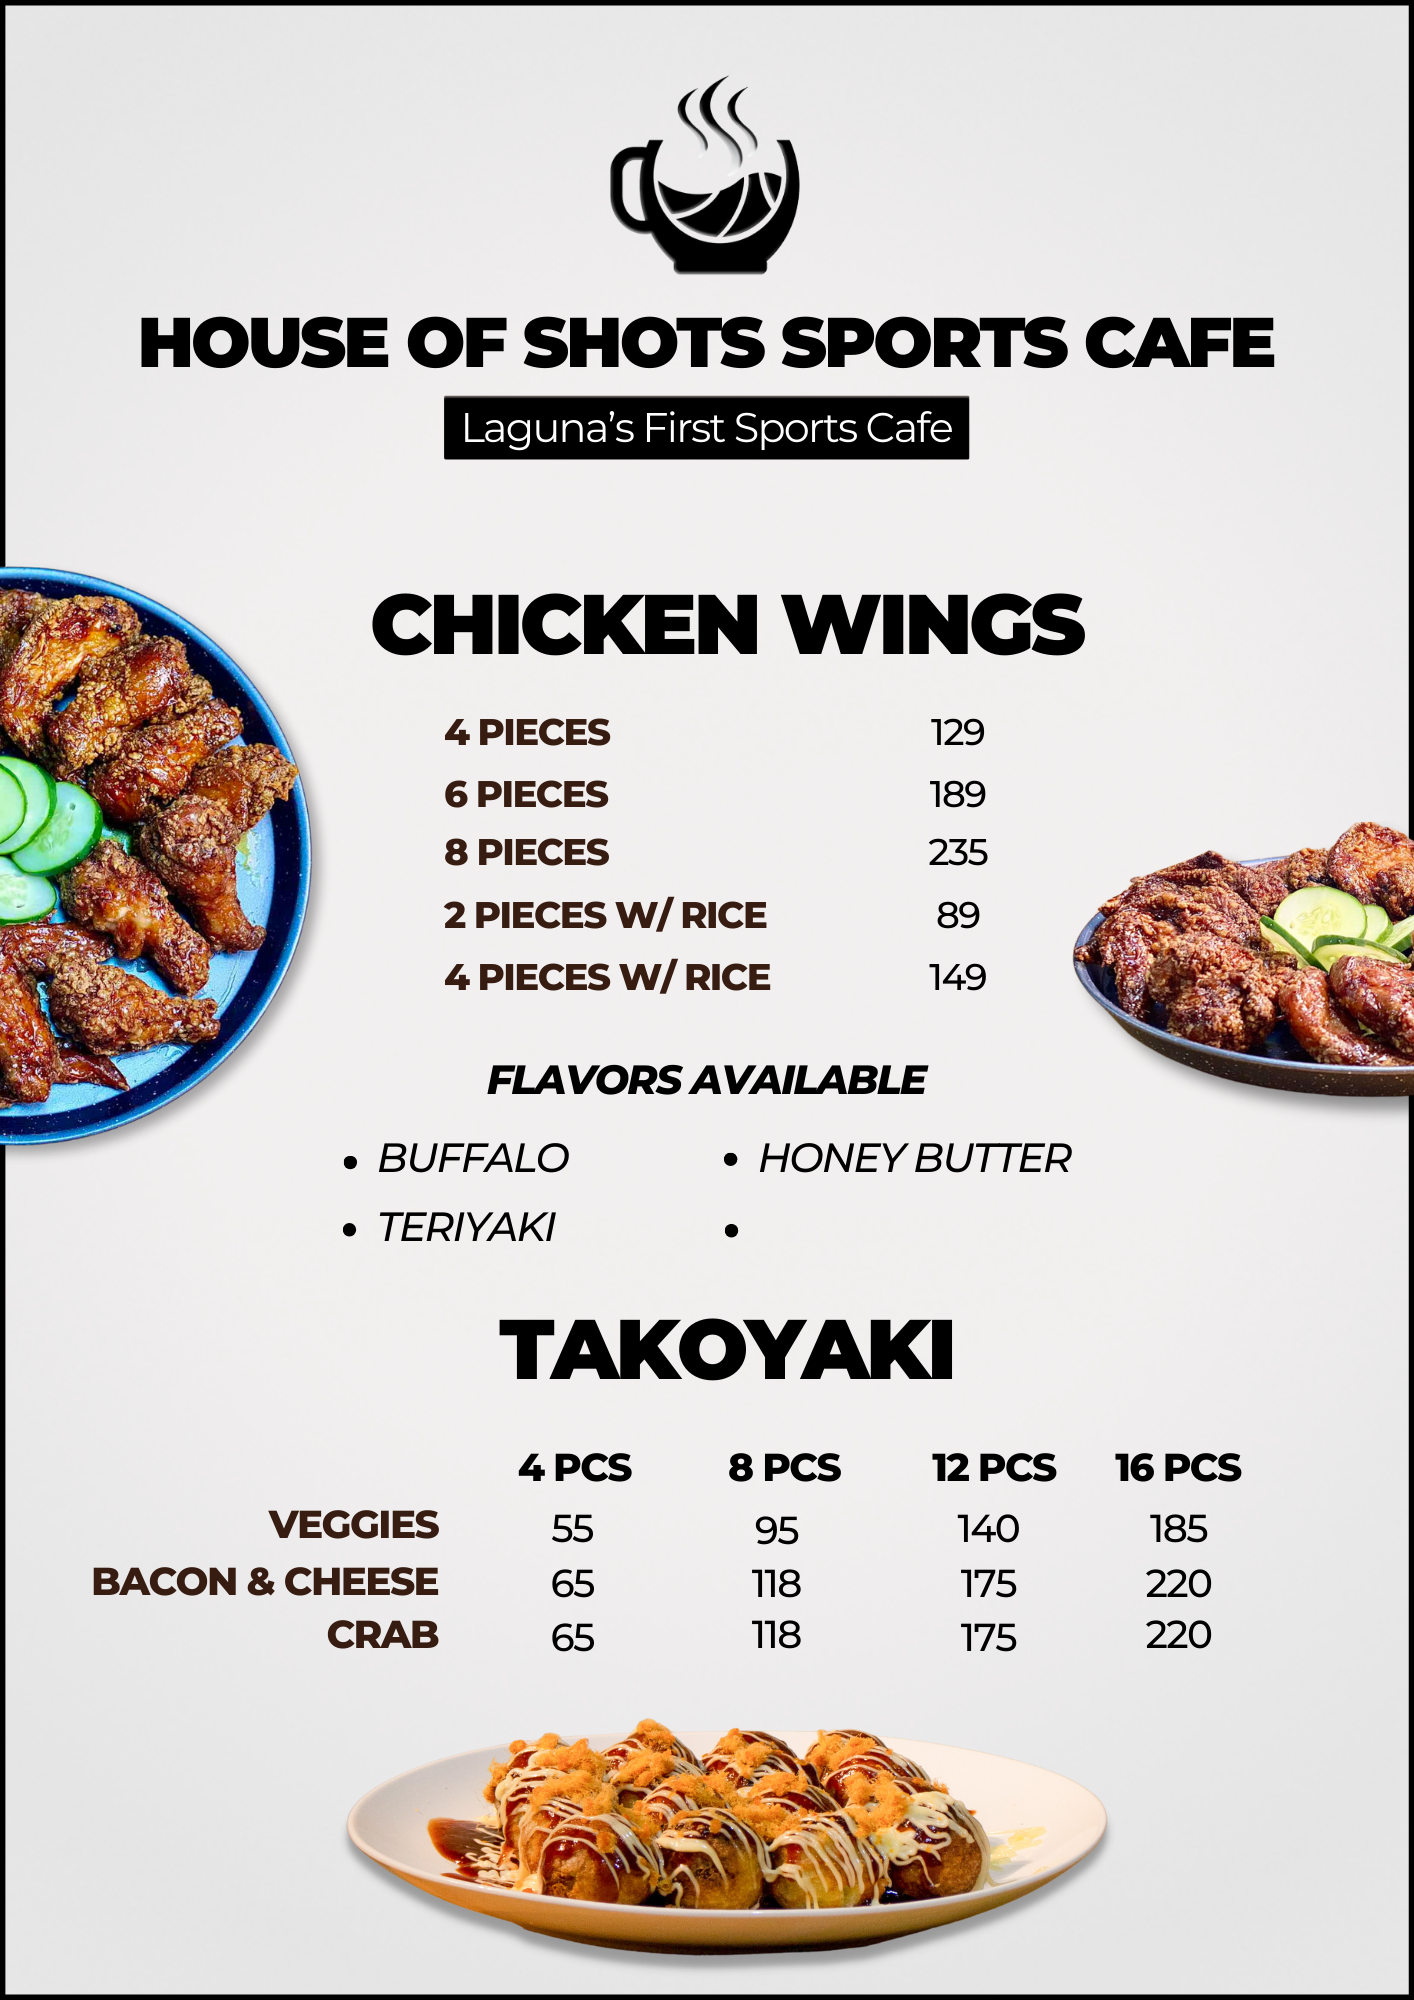 HOUSE OF SHOTS SPORTS CAFE
Laguna's First Sports Cafe
CHICKEN WINGS
4 PIECES 129
6 PIECES 189
8 PIECES 235
2 PIECES W/ RICE 89
4 PIECES W/ RICE 149
FLAVORS AVAILABLE
• BUFFALO • HONEY BUTTER
• TERIYAKI •
TAKOYAKI
4 PCS 8 PCS 12 PCS 16 PCS
VEGGIES 55 95 140 185
BACON & CHEESE 65 118 175 220
CRAB 65 118 175 220